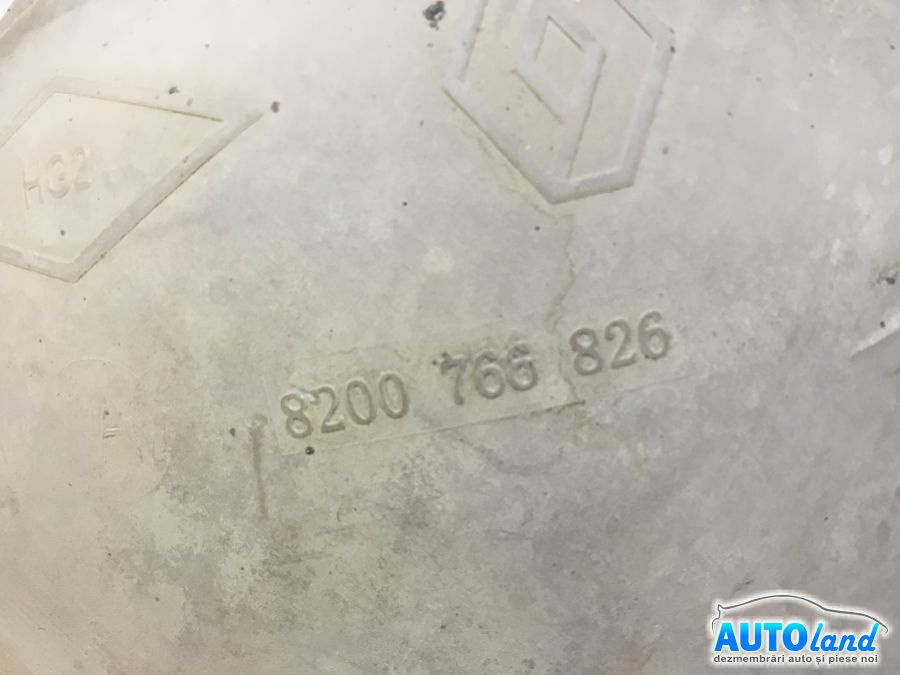 HG2
8200 766 826
AUTOland
dezmembrări auto și piese noi